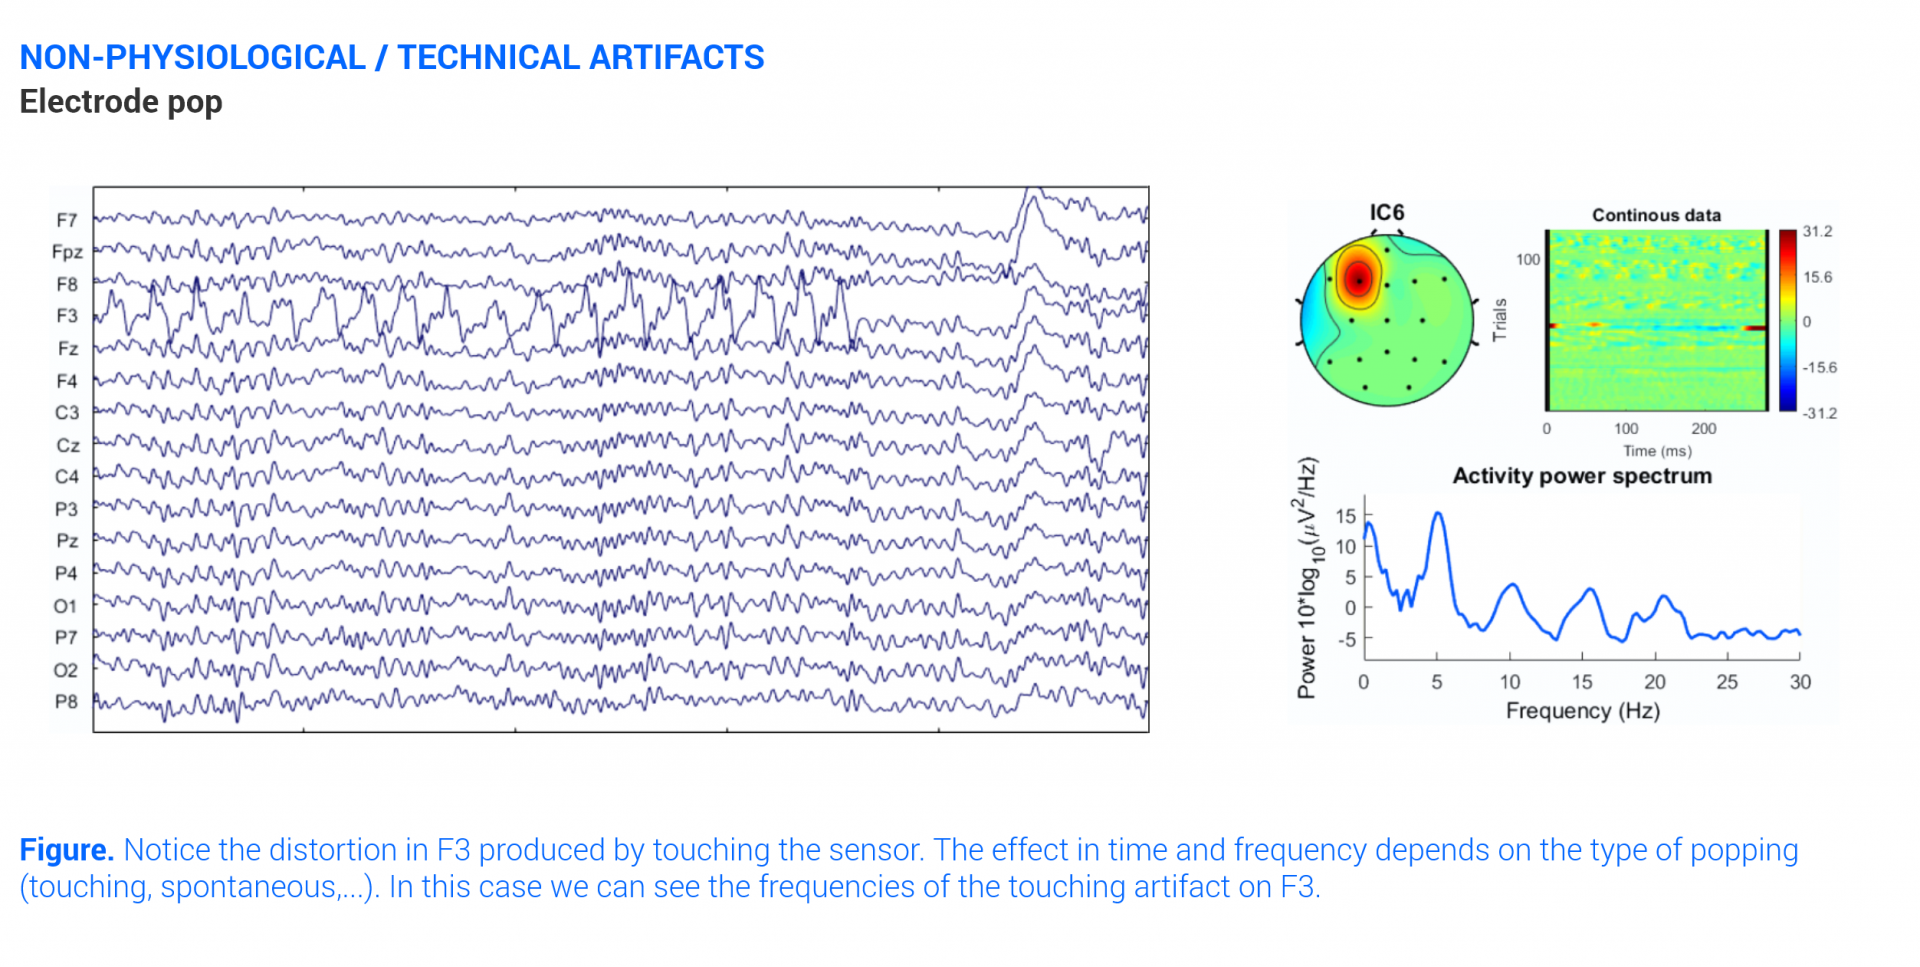 NON-PHYSIOLOGICAL / TECHNICAL ARTIFACTS
Electrode pop
F7
Fpz
F8
F3
Fz
F4
C3
Cz
C4
P3
Pz
P4
O1
P7
O2
P8
IC6
Continous data
100
Trials
31.2
15.6
0
-15.6
-31.2
0 100 200
Time (ms)
Activity power spectrum
Power 10*log10(μV2/Hz)
15
10
5
0
-5
0 5 10 15 20 25 30
Frequency (Hz)
Figure. Notice the distortion in F3 produced by touching the sensor. The effect in time and frequency depends on the type of popping
(touching, spontaneous,...). In this case we can see the frequencies of the touching artifact on F3.